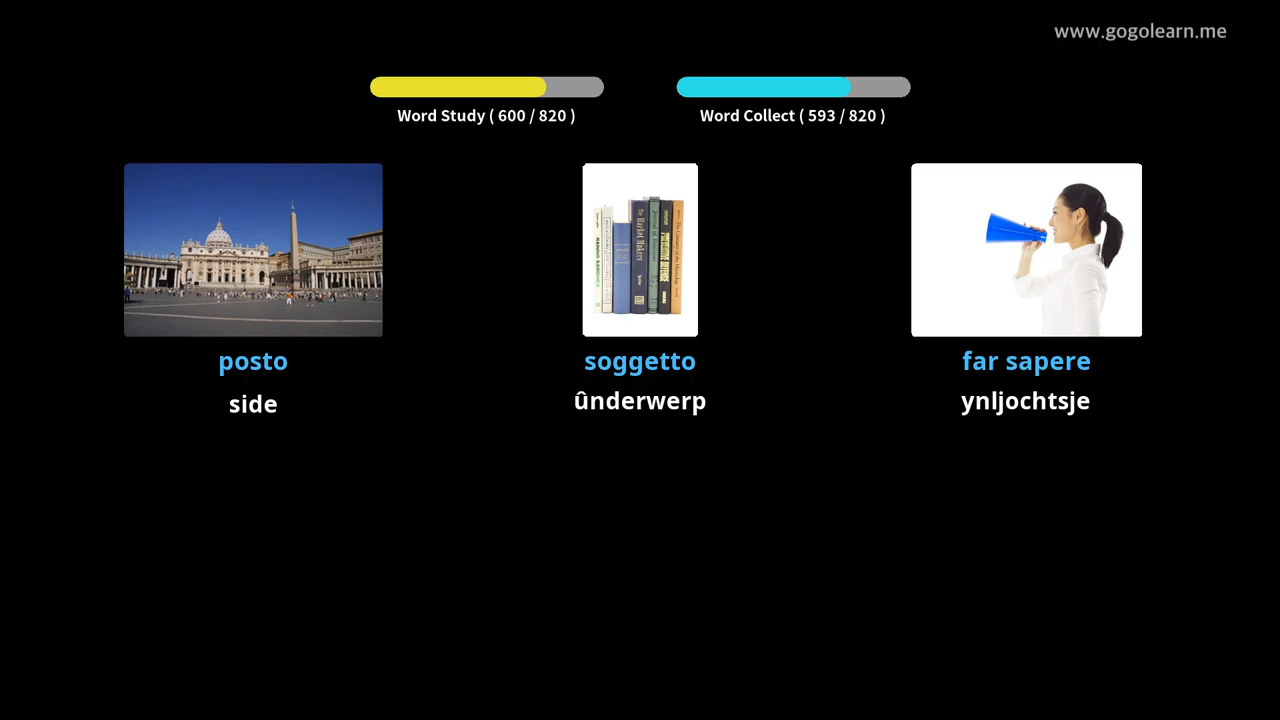 www.gogolearn.me
Word Study ( 600 / 820 )
Word Collect ( 593 / 820 )
posto
soggetto
far sapere
side
ûnderwerp
ynljochtsje